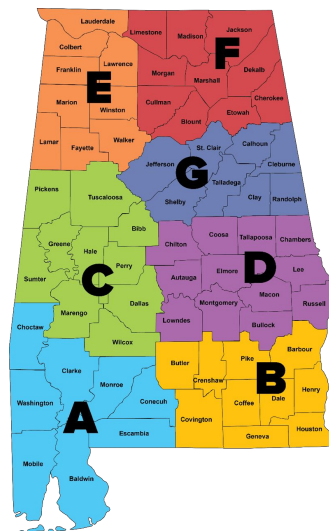 Lauderdale
Limestone
Madison
Jackson
Colbert
Lawrence
F
Franklin
E
Morgan
Marshall
Dekalb
Marion
Winston
Cullman
Cherokee
Blount
Etowah
Lamar
Fayette
Walker
Jefferson
St. Clair
Calhoun
G
Cleburne
Pickens
Tuscaloosa
Shelby
Talladega
Clay
Randolph
Bibb
Greene
Hale
Chilton
Coosa
Tallapoosa
Chambers
Perry
Sumter
C
Autauga
Elmore
D
Lee
Dallas
Macon
Marengo
Montgomery
Russell
Choctaw
Wilcox
Lowndes
Bullock
Clarke
Monroe
Butler
Crenshaw
Pike
Barbour
B
Washington
Conecuh
Coffee
Dale
Henry
A
Escambia
Covington
Geneva
Houston
Mobile
Baldwin